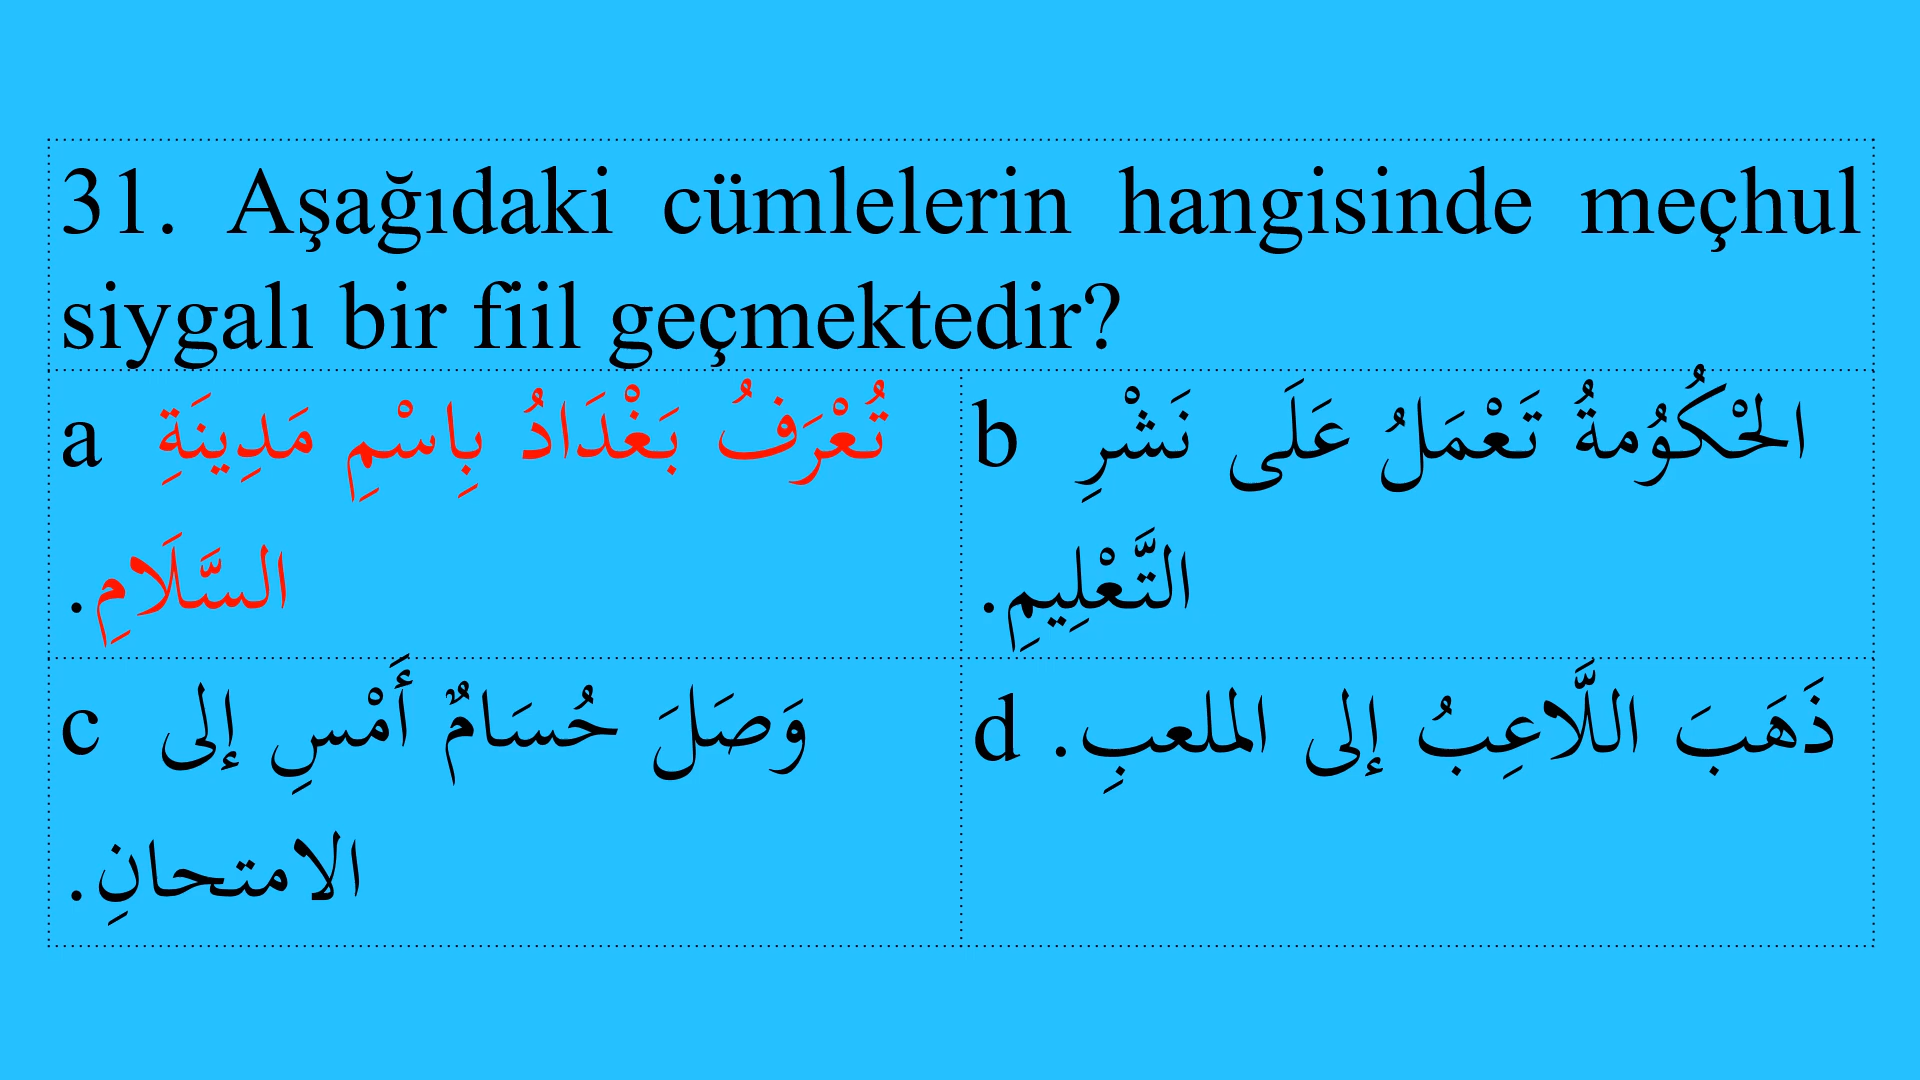 31. Aşağıdaki cümlelerin hangisinde meçhul
siygalı bir fiil geçmektedir?
a تُعْرَفُ بَغْدَادُ بِاسْمِ مَدِينَةِ
السَّلَامِ.
b الحْكُوُمةُ تَعْمَلُ عَلَى نَشْرِ
التَّعْلِيمِ.
c وَصَلَ حُسَامٌ أَمْسِ إلى
الامتحانِ.
d ذَهَبَ اللَّاعِبُ إلى الملعبِ.